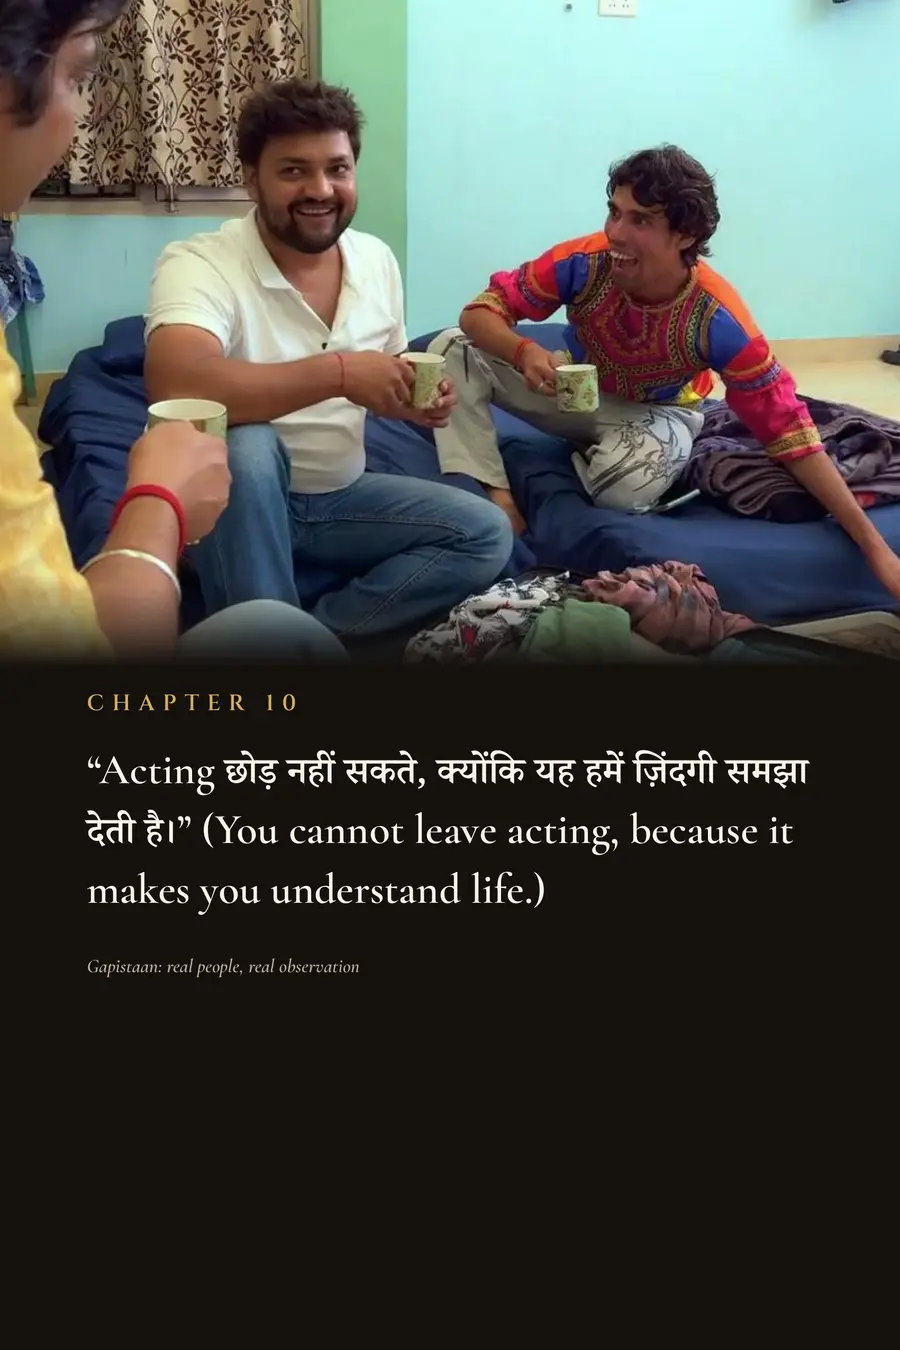 CHAPTER 10
“Acting छोड़ नहीं सकते, क्योंकि यह हमें ज़िंदगी समझा
देती है।” (You cannot leave acting, because it
makes you understand life.)
Gapistaan: real people, real observation